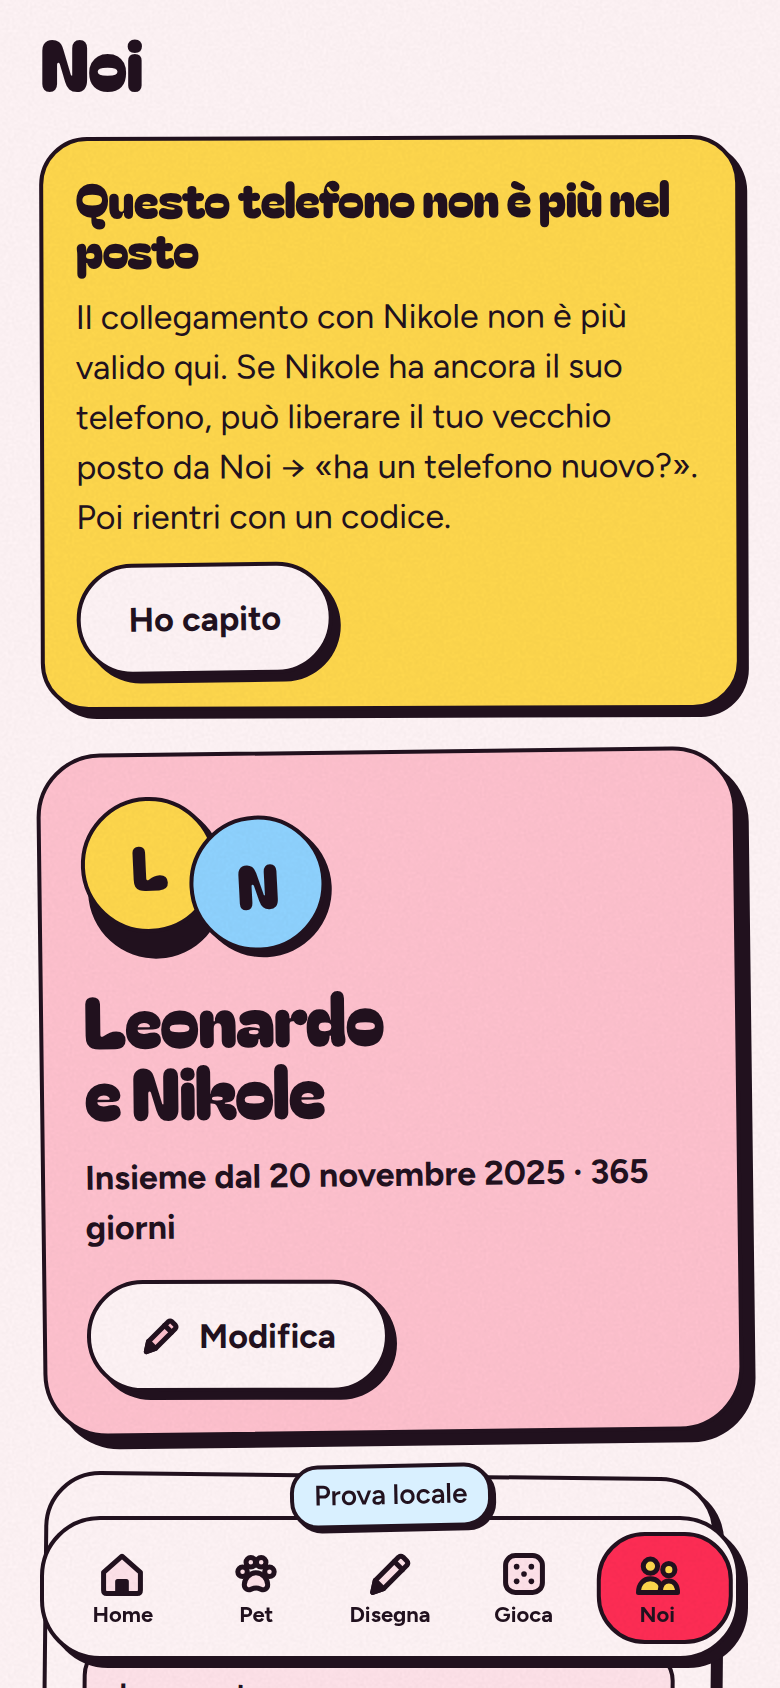 Noi
Questo telefono non è più nel
posto
Il collegamento con Nikole non è più
valido qui. Se Nikole ha ancora il suo
telefono, può liberare il tuo vecchio
posto da Noi → «ha un telefono nuovo?».
Poi rientri con un codice.
Ho capito
L
N
Leonardo
e Nikole
Insieme dal 20 novembre 2025 · 365
giorni
Modifica
Prova locale
Home
Pet
Disegna
Gioca
Noi